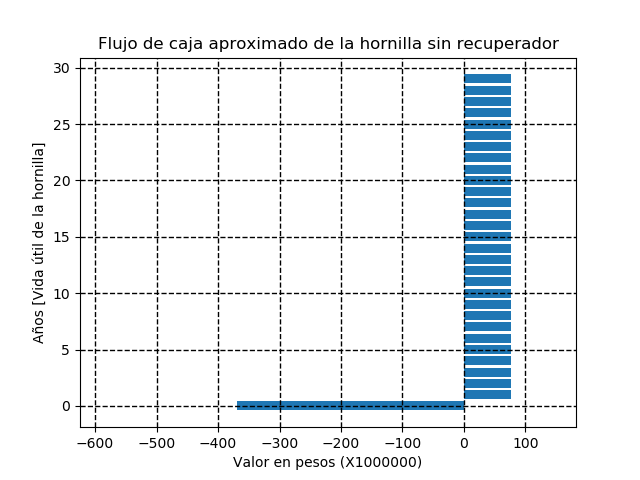 Flujo de caja aproximado de la hornilla sin recuperador
30
25
20
15
10
5
0
Años [Vida útil de la hornilla]
−600 −500 −400 −300 −200 −100 0 100
Valor en pesos (X1000000)